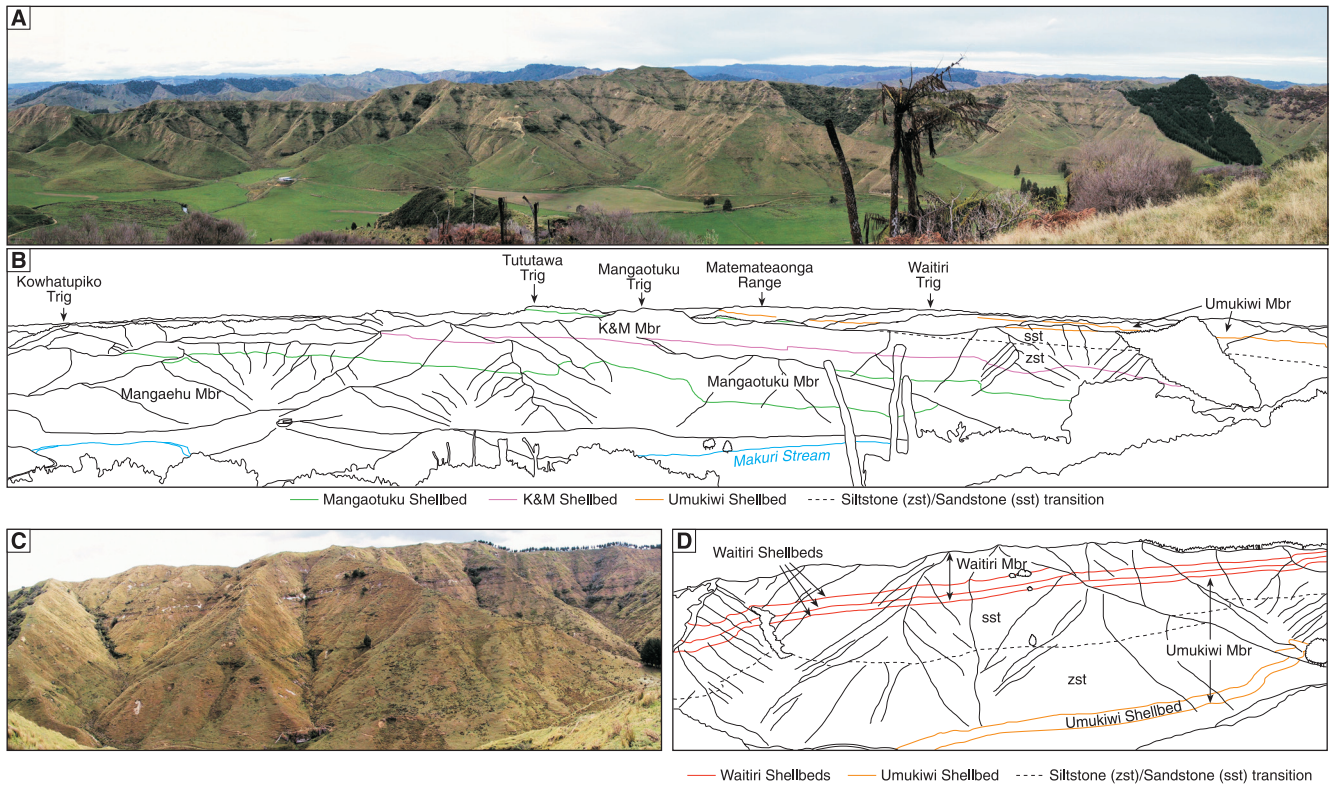 A
B
Kowhatupiko
Trig
Tututawa
Trig
Mangaotuku
Trig
Matemateaonga
Range
Waitiri
Trig
Umukiwi Mbr
K&M Mbr
sst
zst
Mangaehu Mbr
Mangaotuku Mbr
Makuri Stream
Mangaotuku Shellbed
K&M Shellbed
Umukiwi Shellbed
Siltstone (zst)/Sandstone (sst) transition
C
D
Waitiri Shellbeds
Waitiri Mbr
sst
Umukiwi Mbr
zst
Umukiwi Shellbed
Waitiri Shellbeds
Umukiwi Shellbed
Siltstone (zst)/Sandstone (sst) transition